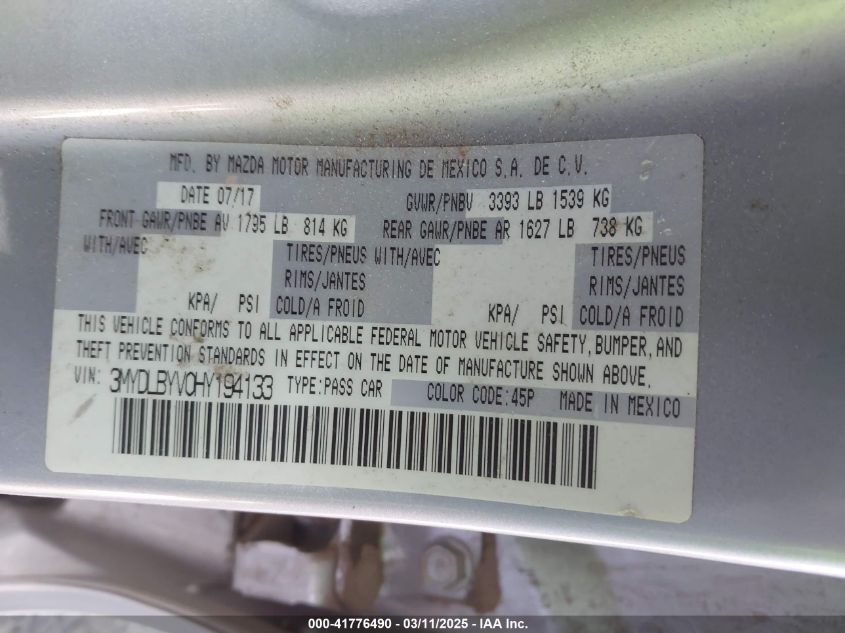 MFD. BY MAZDA MOTOR MANUFACTURING DE MEXICO S.A. DE C.V.
DATE 07/17 GVWR/PNBV 3393 LB 1539 KG
FRONT GAWR/PNBE AV 1795 LB 814 KG REAR GAWR/PNBE AR 1627 LB 738 KG
WITH/AVEC TIRES/PNEUS WITH/AVEC TIRES/PNEUS
RIMS/JANTES RIMS/JANTES
KPA/ PSI COLD/A FROID KPA/ PSI COLD/A FROID
THIS VEHICLE CONFORMS TO ALL APPLICABLE FEDERAL MOTOR VEHICLE SAFETY, BUMPER, AND
THEFT PREVENTION STANDARDS IN EFFECT ON THE DATE OF MANUFACTURE SHOWN ABOVE.
VIN: 3MYDLBYV0HY194133 TYPE:PASS CAR COLOR CODE:45P MADE IN MEXICO
000-41776490 - 03/11/2025 - IAA Inc.